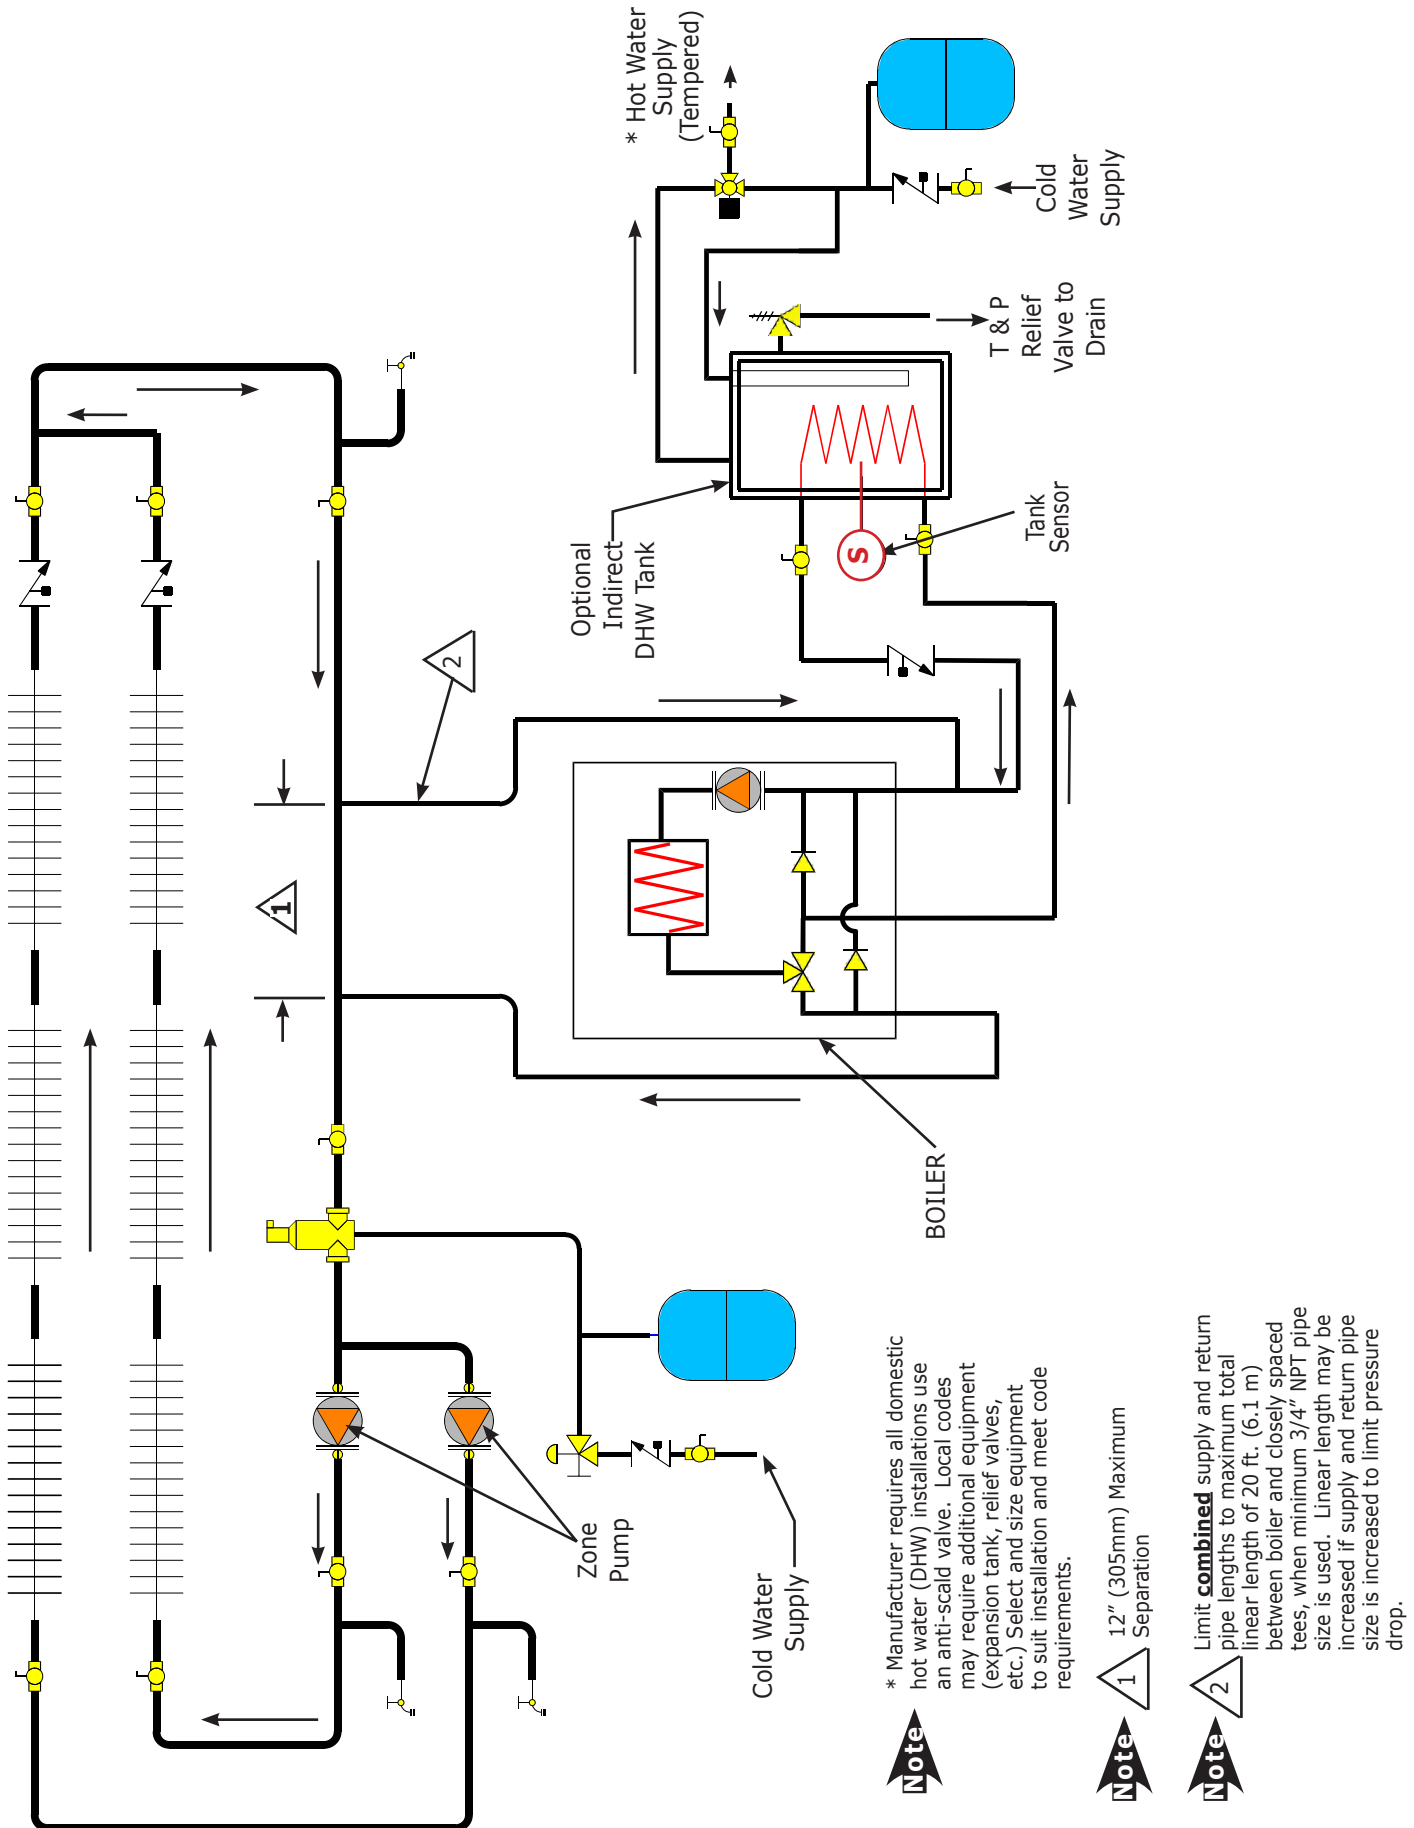 * Hot Water
Supply
(Tempered)
Cold
Water
Supply
T & P
Relief
Valve to
Drain
Optional
Indirect
DHW Tank
S
Tank
Sensor
2
1
BOILER
Zone
Pump
Cold Water
Supply
Note
* Manufacturer requires all domestic
hot water (DHW) installations use
an anti-scald valve. Local codes
may require additional equipment
(expansion tank, relief valves,
etc.) Select and size equipment
to suit installation and meet code
requirements.
Note
1
12” (305mm) Maximum
Separation
Note
2
Limit combined supply and return
pipe lengths to maximum total
linear length of 20 ft. (6.1 m)
between boiler and closely spaced
tees, when minimum 3/4” NPT pipe
size is used. Linear length may be
increased if supply and return pipe
size is increased to limit pressure
drop.